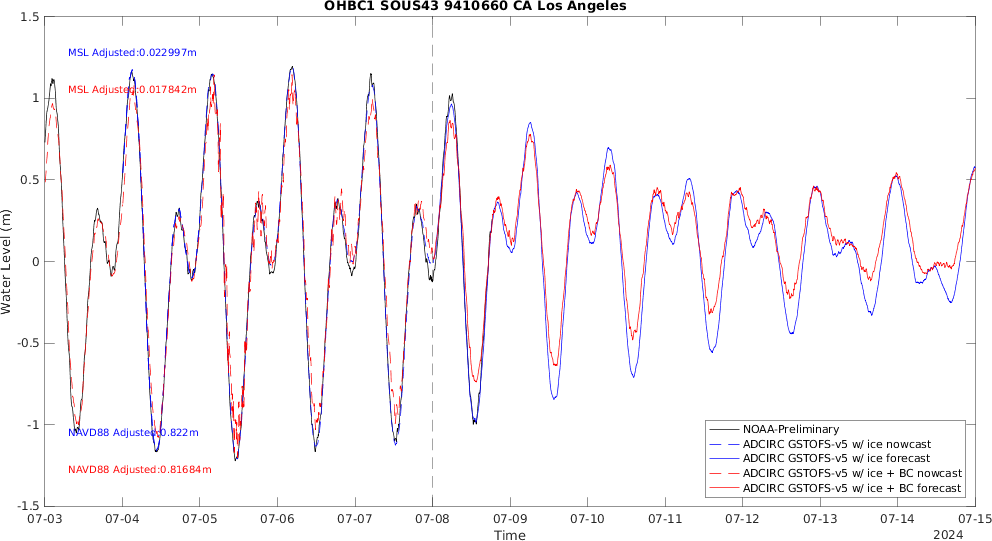 OHBC1 SOUS43 9410660 CA Los Angeles
1.5
MSL Adjusted:0.022997m
1
MSL Adjusted:0.017842m
0.5
Water Level (m)
0
-0.5
-1
NAVD88 Adjusted:0.822m
NAVD88 Adjusted:0.81684m
-1.5
NOAA-Preliminary
ADCIRC GSTOFS-v5 w/ ice nowcast
ADCIRC GSTOFS-v5 w/ ice forecast
ADCIRC GSTOFS-v5 w/ ice + BC nowcast
ADCIRC GSTOFS-v5 w/ ice + BC forecast
07-03 07-04 07-05 07-06 07-07 07-08 07-09 07-10 07-11 07-12 07-13 07-14 07-15
Time
2024